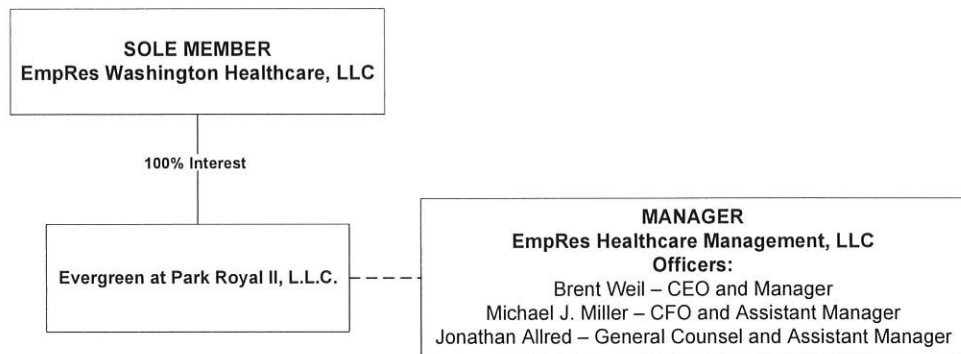 SOLE MEMBER
EmpRes Washington Healthcare, LLC
100% Interest
Evergreen at Park Royal II, L.L.C.
MANAGER
EmpRes Healthcare Management, LLC
Officers:
Brent Weil – CEO and Manager
Michael J. Miller – CFO and Assistant Manager
Jonathan Allred – General Counsel and Assistant Manager